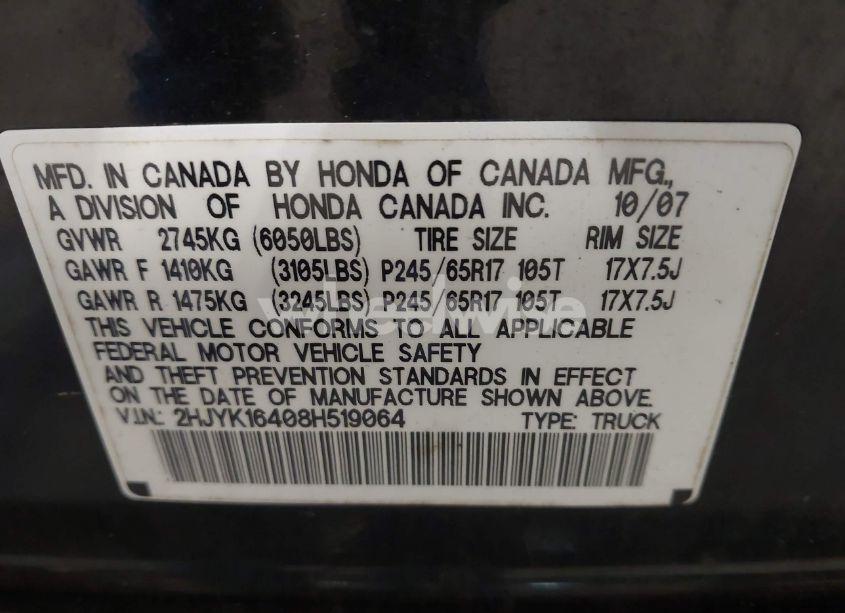 MFD. IN CANADA BY HONDA OF CANADA MFG.,
A DIVISION OF HONDA CANADA INC. 10/07
GVWR 2745KG (6050LBS) TIRE SIZE RIM SIZE
GAWR F 1410KG (3105LBS) P245/65R17 105T 17X7.5J
GAWR R 1475KG (3245LBS) P245/65R17 105T 17X7.5J
THIS VEHICLE CONFORMS TO ALL APPLICABLE
FEDERAL MOTOR VEHICLE SAFETY
AND THEFT PREVENTION STANDARDS IN EFFECT
ON THE DATE OF MANUFACTURE SHOWN ABOVE.
V.I.N.: 2HJYK16408H519064 TYPE: TRUCK